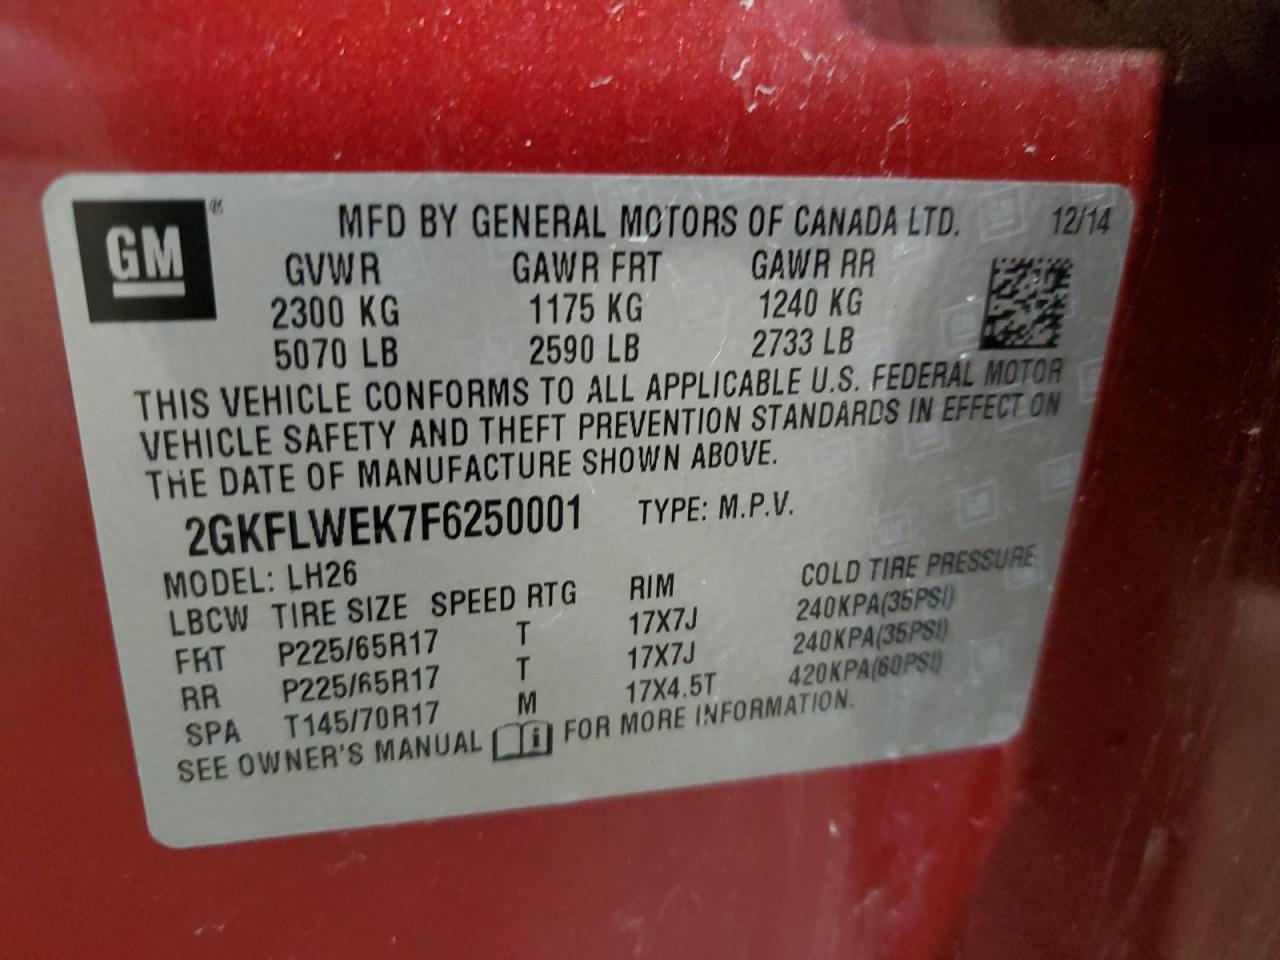 GM®
MFD BY GENERAL MOTORS OF CANADA LTD. 12/14
GVWR GAWR FRT GAWR RR
2300 KG 1175 KG 1240 KG
5070 LB 2590 LB 2733 LB
THIS VEHICLE CONFORMS TO ALL APPLICABLE U.S. FEDERAL MOTOR
VEHICLE SAFETY AND THEFT PREVENTION STANDARDS IN EFFECT ON
THE DATE OF MANUFACTURE SHOWN ABOVE.
2GKFLWEK7F6250001 TYPE: M.P.V.
MODEL: LH26
LBCW TIRE SIZE SPEED RTG RIM COLD TIRE PRESSURE
FRT P225/65R17 T 17X7J 240KPA(35PSI)
RR P225/65R17 T 17X7J 240KPA(35PSI)
SPA T145/70R17 M 17X4.5T 420KPA(60PSI)
SEE OWNER'S MANUAL i FOR MORE INFORMATION.